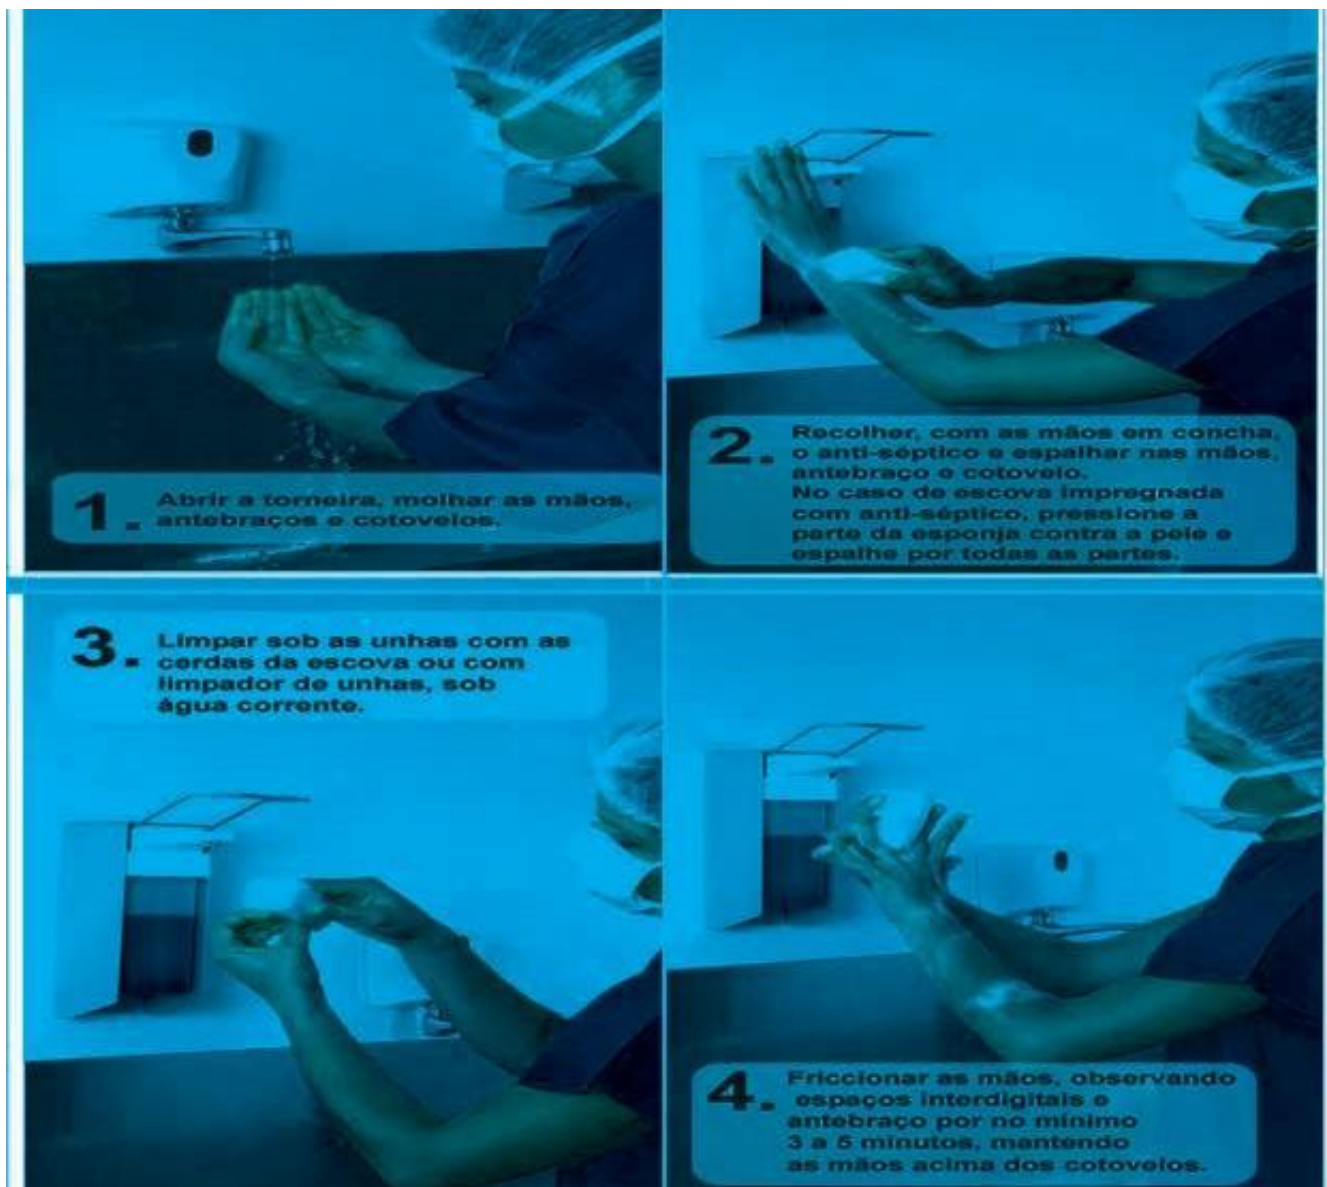 1. Abrir a torneira, molhar as mãos,
antebraços e cotovelos.
2. Recolher, com as mãos em concha,
o anti-séptico e espalhar nas mãos,
antebraço e cotovelo.
No caso de escova impregnada
com anti-séptico, pressione a
parte da esponja contra a pele e
espalhe por todas as partes.
3. Limpar sob as unhas com as
cerdas da escova ou com
limpador de unhas, sob
água corrente.
4. Friccionar as mãos, observando
espaços interdigitais e
antebraço por no mínimo
3 a 5 minutos, mantendo
as mãos acima dos cotovelos.